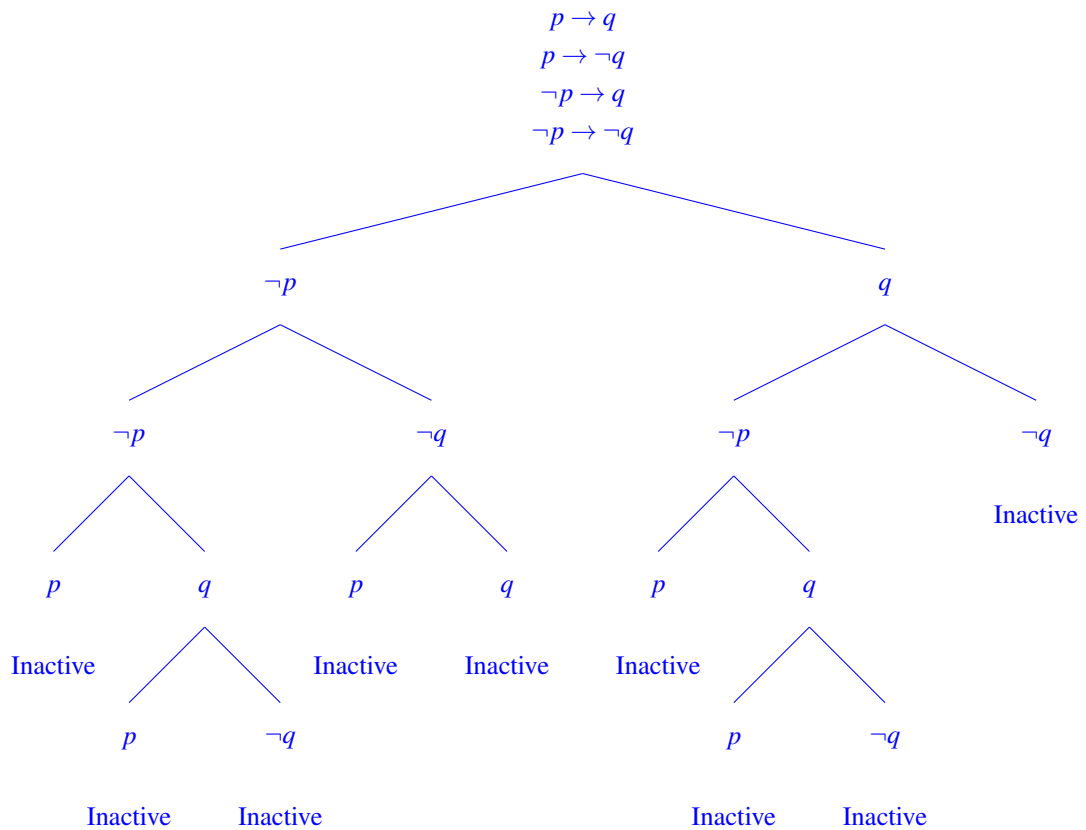 p → q
p → ¬q
¬p → q
¬p → ¬q
¬p q
¬p ¬q ¬p ¬q
Inactive
p q p q p q
Inactive Inactive Inactive Inactive
p ¬q p ¬q
Inactive Inactive Inactive Inactive